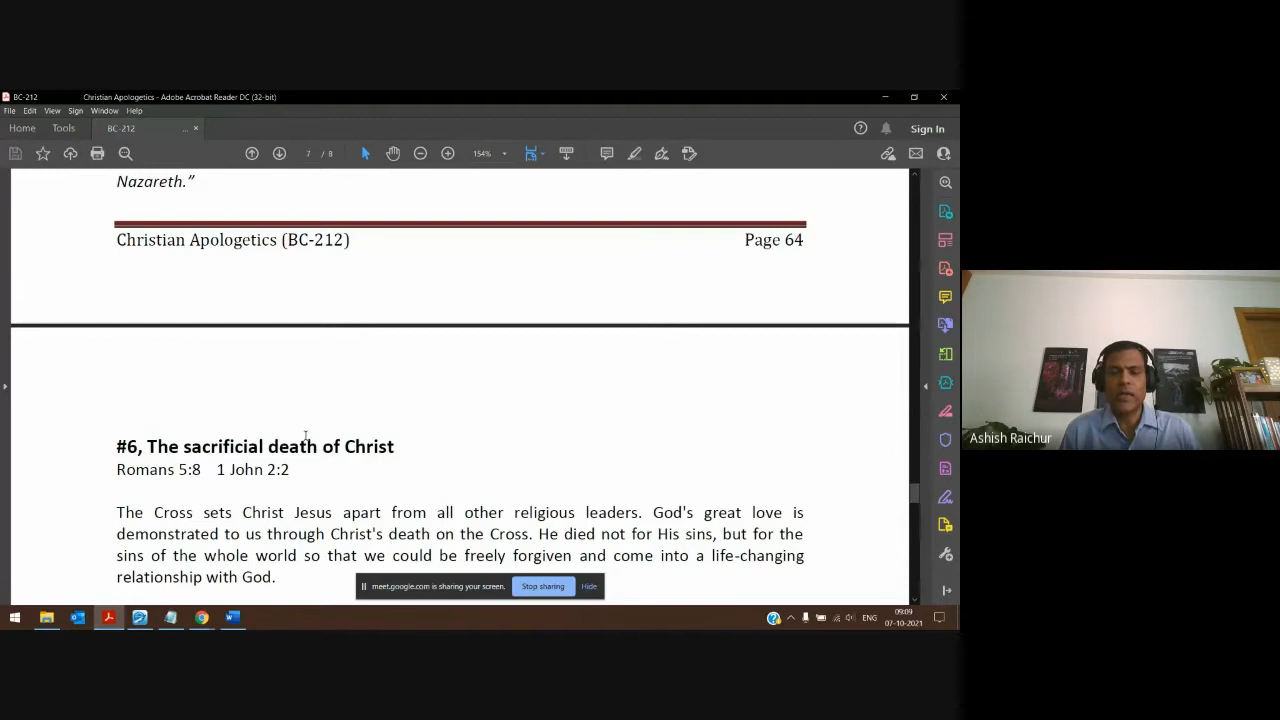 BC-212 Christian Apologetics - Adobe Acrobat Reader DC (32-bit)
File Edit View Sign Window Help
Home Tools BC-212 ... × Sign In
7 / 8 154%
Nazareth.”
Christian Apologetics (BC-212) Page 64
#6, The sacrificial death of Christ
Romans 5:8 1 John 2:2
The Cross sets Christ Jesus apart from all other religious leaders. God's great love is
demonstrated to us through Christ's death on the Cross. He died not for His sins, but for the
sins of the whole world so that we could be freely forgiven and come into a life-changing
relationship with God.
meet.google.com is sharing your screen. Stop sharing Hide
ENG 09:09
07-10-2021
Ashish Raichur